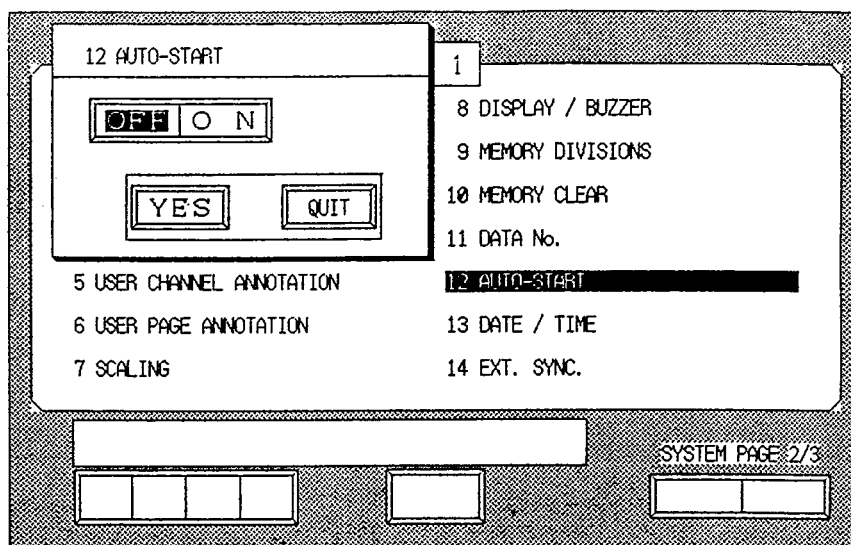 12 AUTO-START
OFF O N
YES QUIT
1
5 USER CHANNEL ANNOTATION
6 USER PAGE ANNOTATION
7 SCALING
8 DISPLAY / BUZZER
9 MEMORY DIVISIONS
10 MEMORY CLEAR
11 DATA No.
12 AUTO-START
13 DATE / TIME
14 EXT. SYNC.
SYSTEM PAGE 2/3